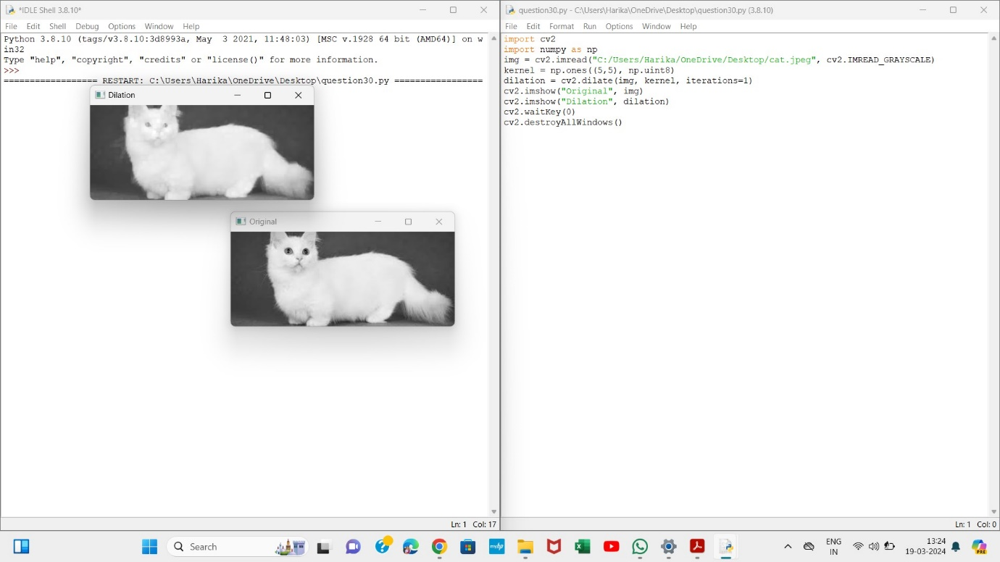 *IDLE Shell 3.8.10*
File Edit Shell Debug Options Window Help
Python 3.8.10 (tags/v3.8.10:3d8993a, May  3 2021, 11:48:03) [MSC v.1928 64 bit (AMD64)] on w
in32
Type "help", "copyright", "credits" or "license()" for more information.
>>>
================== RESTART: C:\Users\Harika\OneDrive\Desktop\question30.py =================
Dilation
Original
Ln: 1 Col: 17
question30.py - C:\Users\Harika\OneDrive\Desktop\question30.py (3.8.10)
File Edit Format Run Options Window Help
import cv2
import numpy as np
img = cv2.imread("C:/Users/Harika/OneDrive/Desktop/cat.jpeg", cv2.IMREAD_GRAYSCALE)
kernel = np.ones((5,5), np.uint8)
dilation = cv2.dilate(img, kernel, iterations=1)
cv2.imshow("Original", img)
cv2.imshow("Dilation", dilation)
cv2.waitKey(0)
cv2.destroyAllWindows()
Ln: 1 Col: 0
Search
myhp
ENG
IN
13:24
19-03-2024
PRE